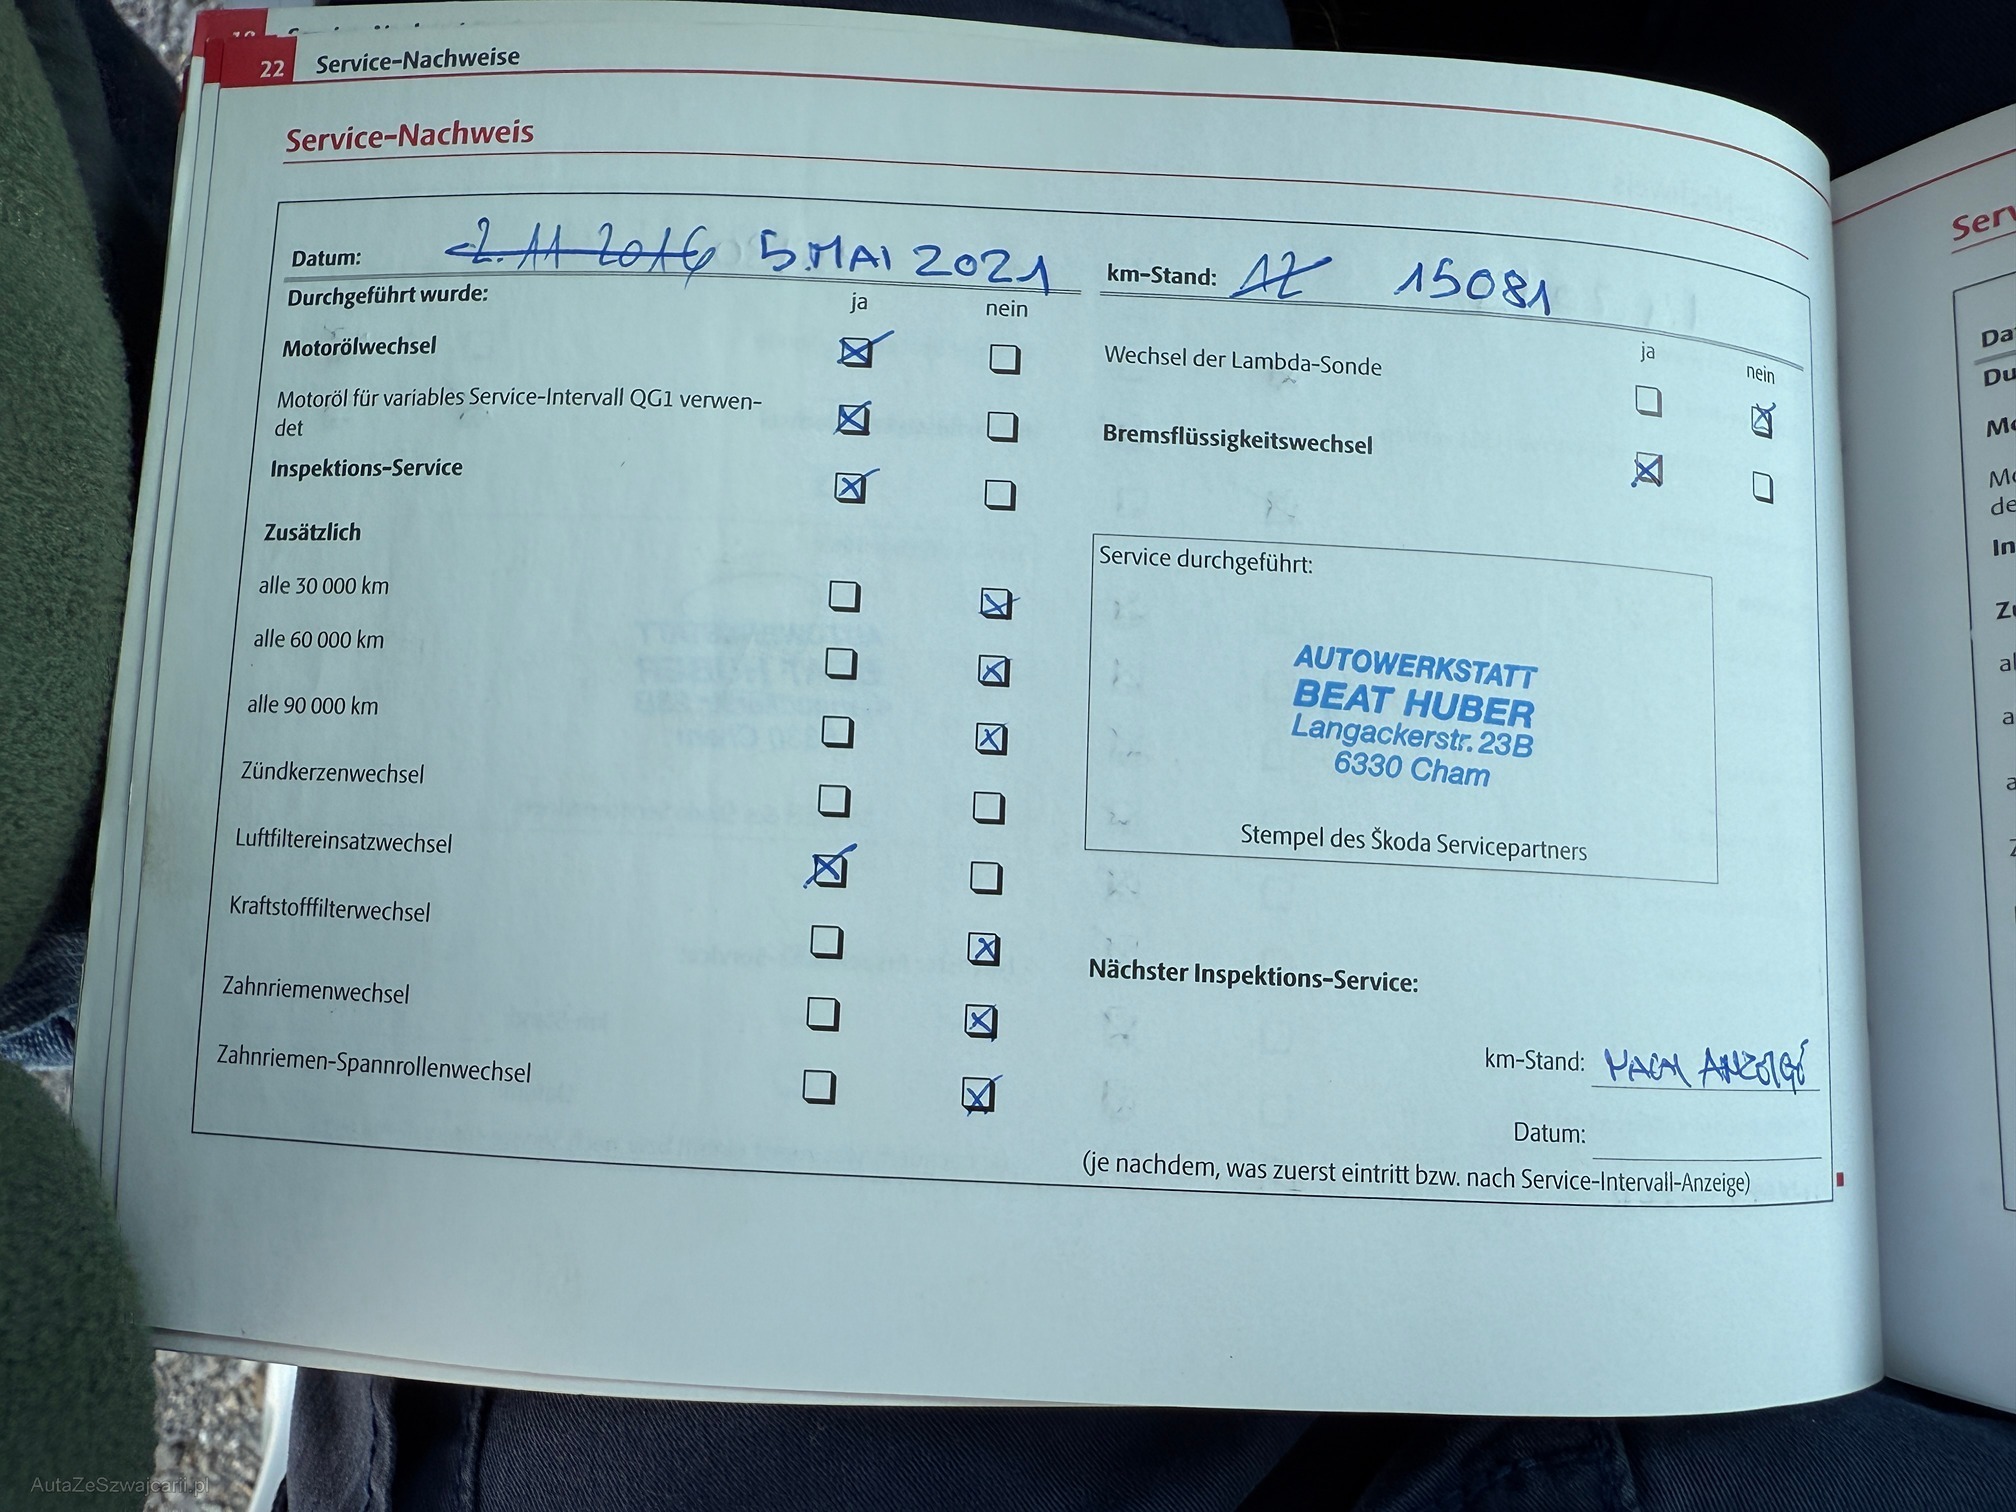 22 Service-Nachweise
Service-Nachweis
Datum: 2.11 2016 5.MAI 2021
km-Stand: 12 15081
Durchgeführt wurde: ja nein
Motorölwechsel
Motoröl für variables Service-Intervall QG1 verwen-
det
Inspektions-Service
Zusätzlich
alle 30 000 km
alle 60 000 km
alle 90 000 km
Zündkerzenwechsel
Luftfiltereinsatzwechsel
Kraftstofffilterwechsel
Zahnriemenwechsel
Zahnriemen-Spannrollenwechsel
ja nein
Wechsel der Lambda-Sonde
Bremsflüssigkeitswechsel
Service durchgeführt:
AUTOWERKSTATT
BEAT HUBER
Langackerstr. 23B
6330 Cham
Stempel des Škoda Servicepartners
Nächster Inspektions-Service:
km-Stand: NACH ANZEIGE
Datum:
(je nachdem, was zuerst eintritt bzw. nach Service-Intervall-Anzeige)
AutaZeSzwajcarii.pl